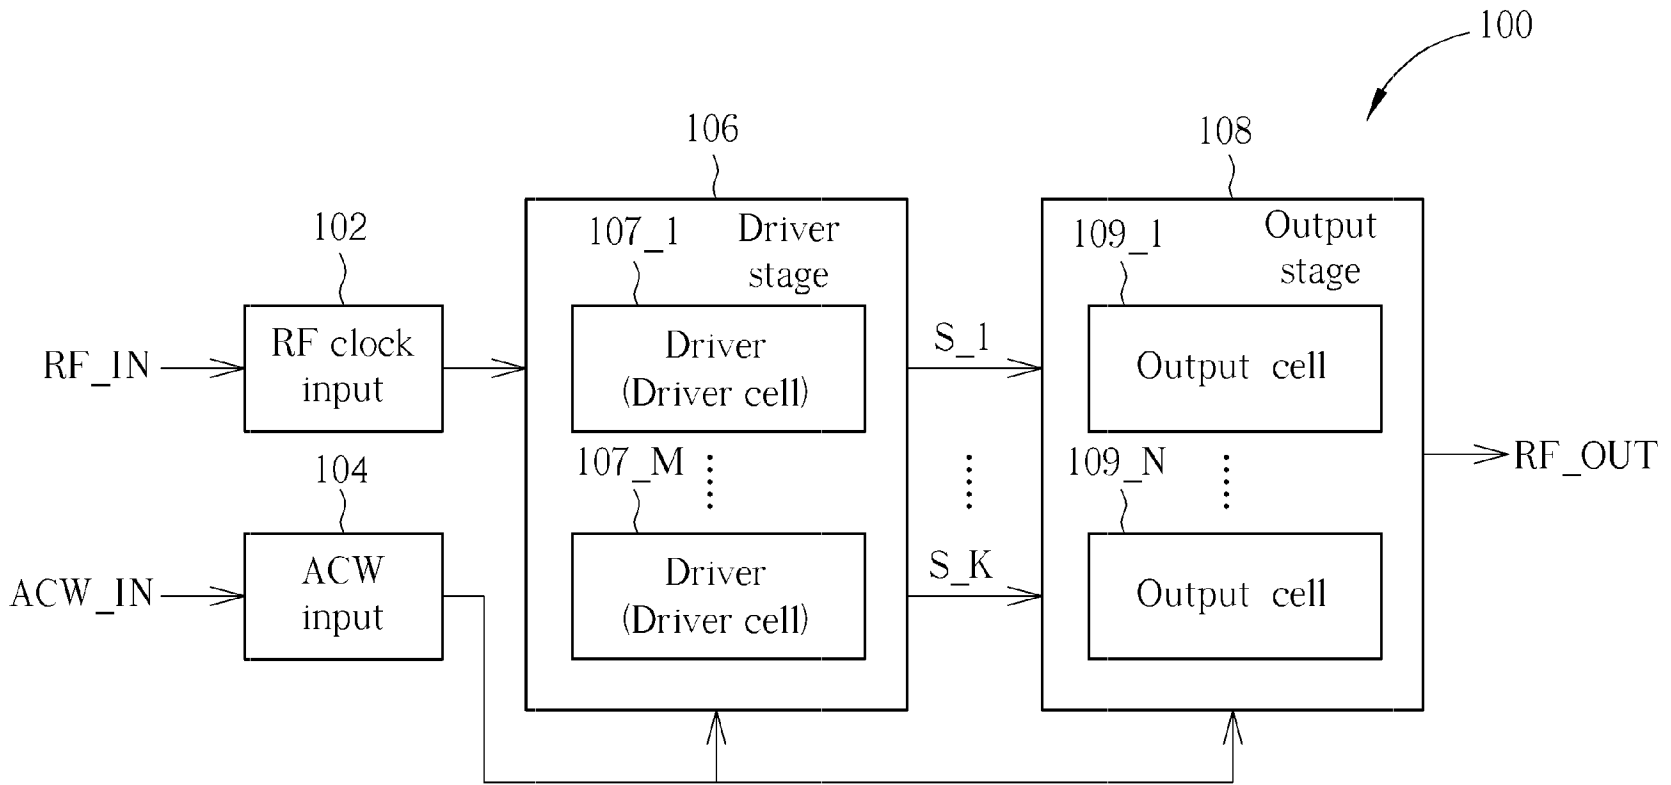 100
106
108
102
107_1
Driver
stage
109_1
Output
stage
RF_IN
RF clock
input
Driver
(Driver cell)
S_1
Output cell
104
107_M
109_N
RF_OUT
ACW_IN
ACW
input
Driver
(Driver cell)
S_K
Output cell